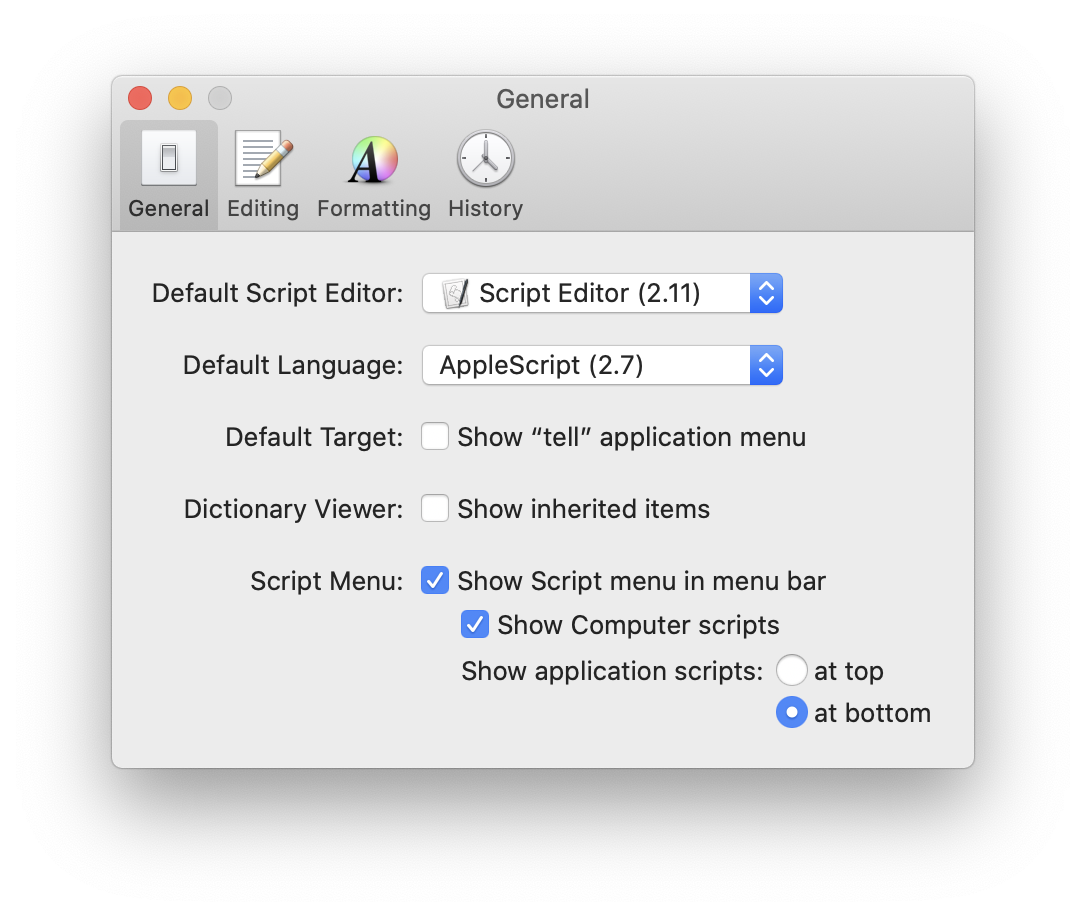 General
General Editing Formatting History
Default Script Editor: Script Editor (2.11)
Default Language: AppleScript (2.7)
Default Target: Show “tell” application menu
Dictionary Viewer: Show inherited items
Script Menu: Show Script menu in menu bar
Show Computer scripts
Show application scripts: at top
at bottom